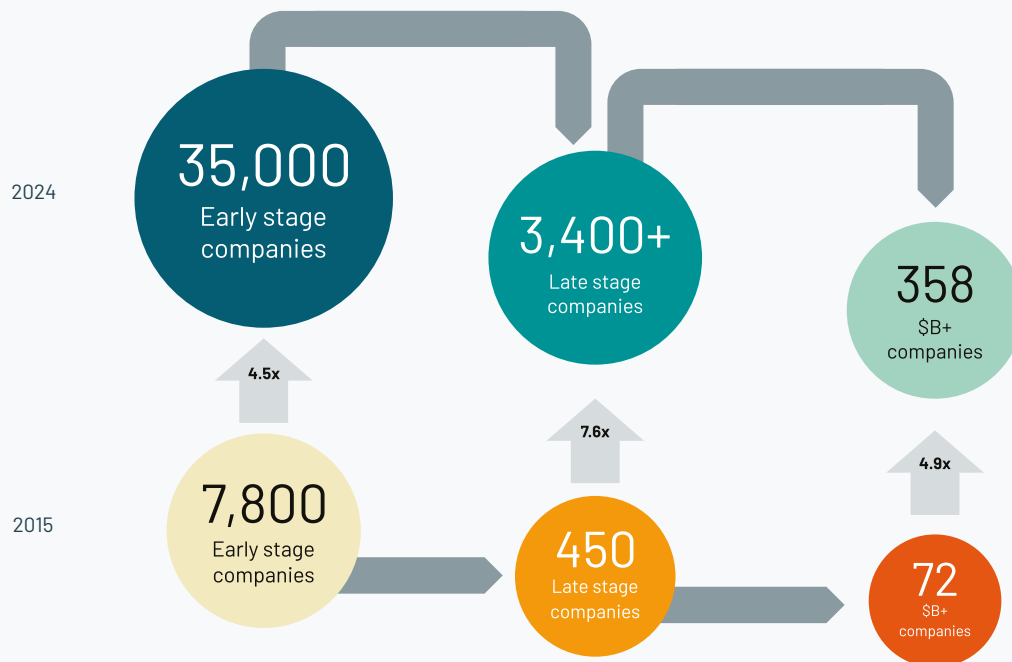 2024
35,000
Early stage
companies
3,400+
Late stage
companies
358
$B+
companies
4.5x
7.6x
4.9x
2015
7,800
Early stage
companies
450
Late stage
companies
72
$B+
companies